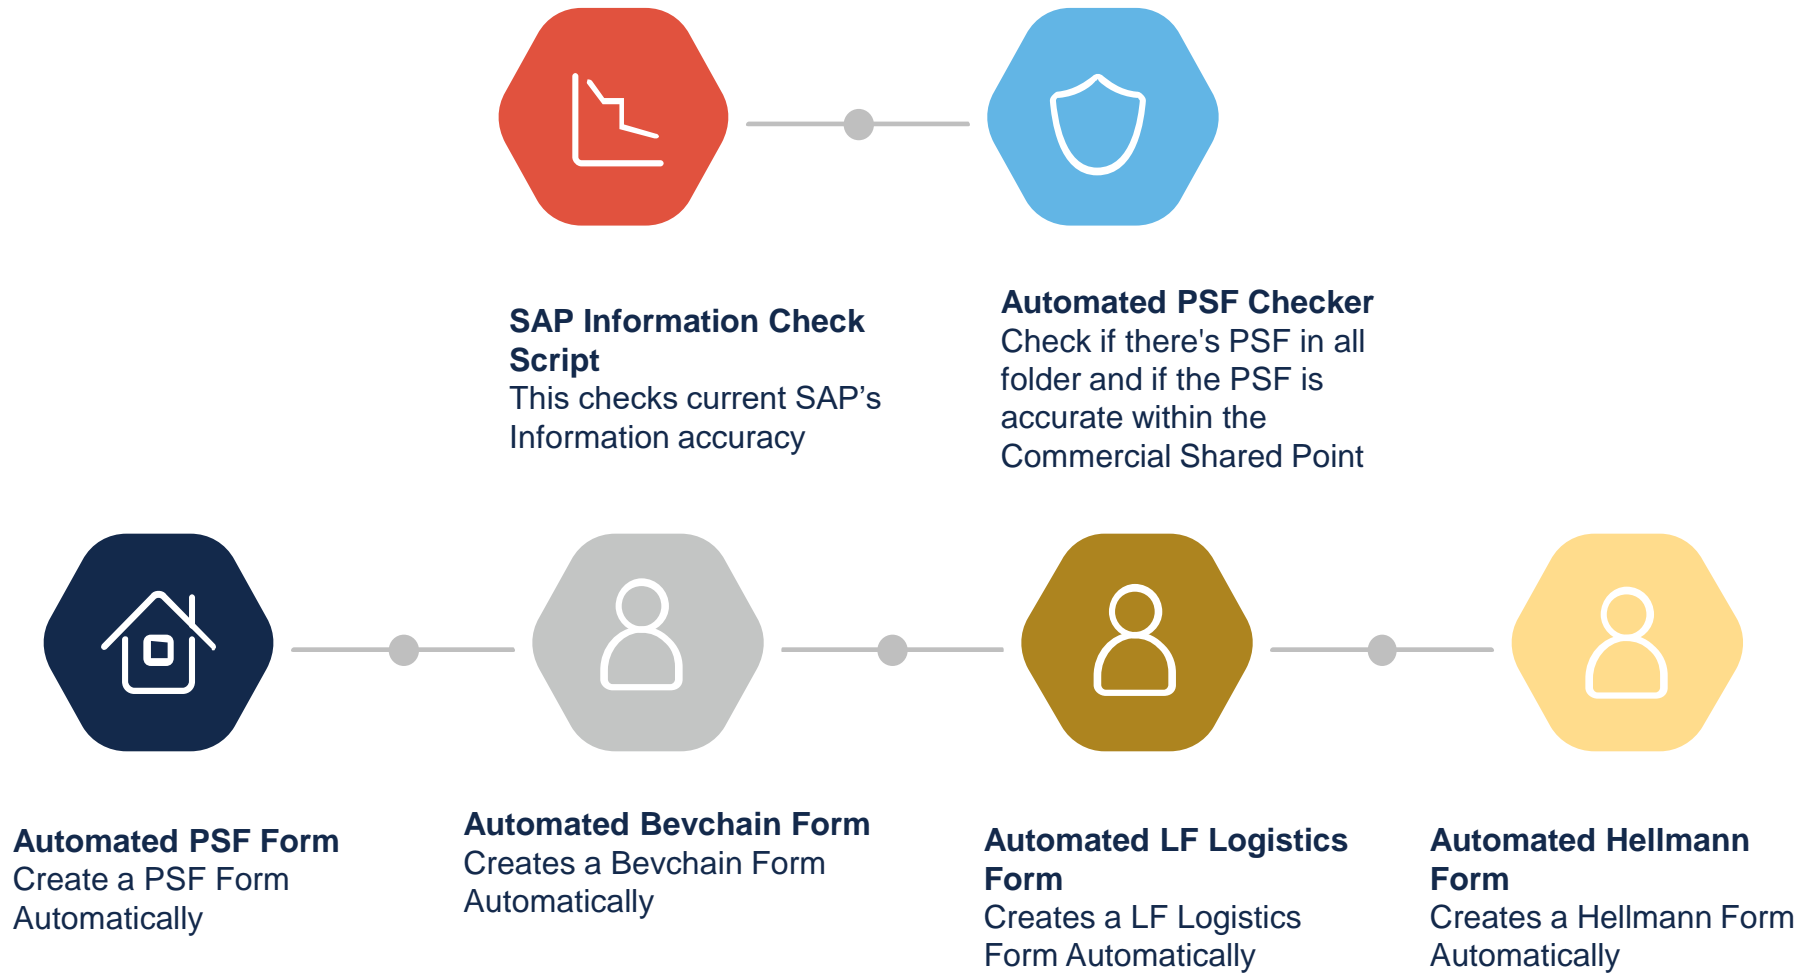 SAP Information Check
Script
This checks current SAP’s
Information accuracy
Automated PSF Checker
Check if there's PSF in all
folder and if the PSF is
accurate within the
Commercial Shared Point
Automated PSF Form
Create a PSF Form
Automatically
Automated Bevchain Form
Creates a Bevchain Form
Automatically
Automated LF Logistics
Form
Creates a LF Logistics
Form Automatically
Automated Hellmann
Form
Creates a Hellmann Form
Automatically